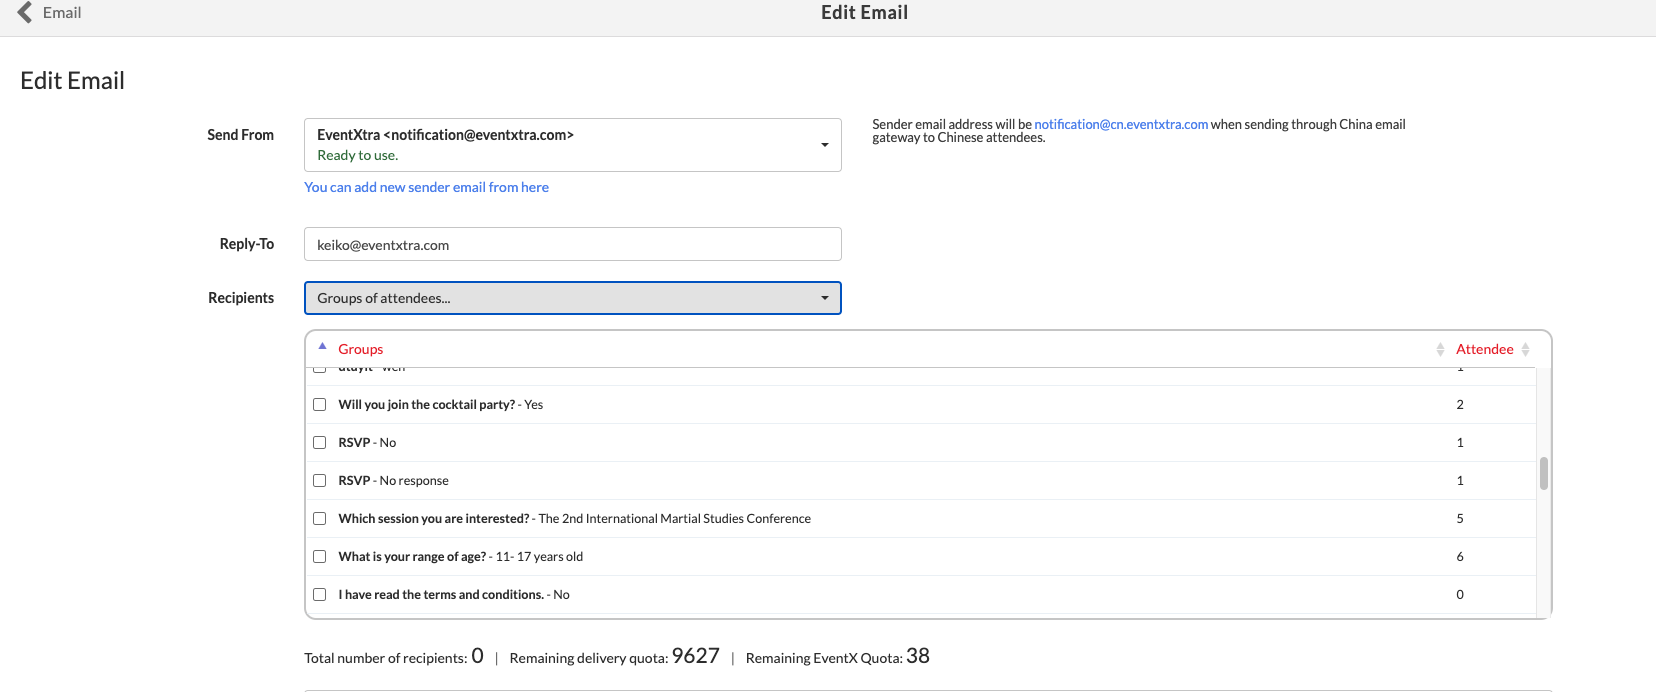 Email
Edit Email
Edit Email
Send From
EventXtra <notification@eventxtra.com>
Ready to use.
You can add new sender email from here
Sender email address will be notification@cn.eventxtra.com when sending through China email
gateway to Chinese attendees.
Reply-To
keiko@eventxtra.com
Recipients
Groups of attendees...
Groups
Attendee
Will you join the cocktail party? - Yes 2
RSVP - No 1
RSVP - No response 1
Which session you are interested? - The 2nd International Martial Studies Conference 5
What is your range of age? - 11- 17 years old 6
I have read the terms and conditions. - No 0
Total number of recipients: 0 | Remaining delivery quota: 9627 | Remaining EventX Quota: 38